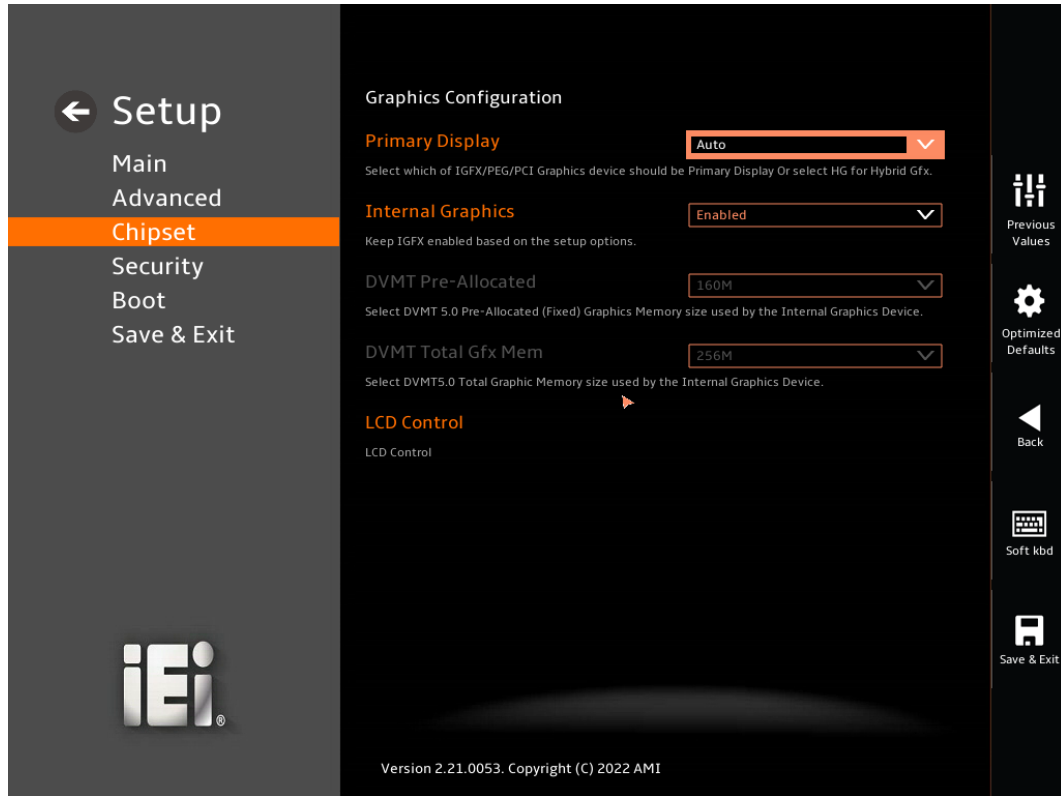 Setup
Main
Advanced
Chipset
Security
Boot
Save & Exit
iEi®
Graphics Configuration
Primary Display
Auto
Select which of IGFX/PEG/PCI Graphics device should be Primary Display Or select HG for Hybrid Gfx.
Internal Graphics
Enabled
Keep IGFX enabled based on the setup options.
DVMT Pre-Allocated
160M
Select DVMT 5.0 Pre-Allocated (Fixed) Graphics Memory size used by the Internal Graphics Device.
DVMT Total Gfx Mem
256M
Select DVMT5.0 Total Graphic Memory size used by the Internal Graphics Device.
LCD Control
LCD Control
Version 2.21.0053. Copyright (C) 2022 AMI
Previous
Values
Optimized
Defaults
Back
Soft kbd
Save & Exit